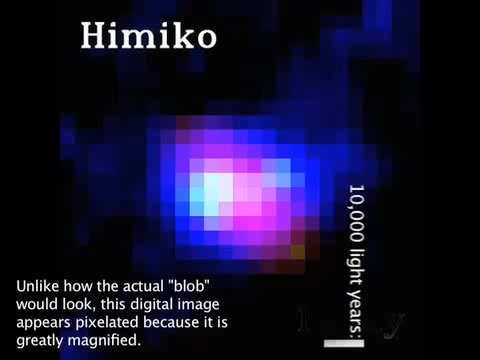 Himiko
10,000 light years:
Unlike how the actual "blob"
would look, this digital image
appears pixelated because it is
greatly magnified.